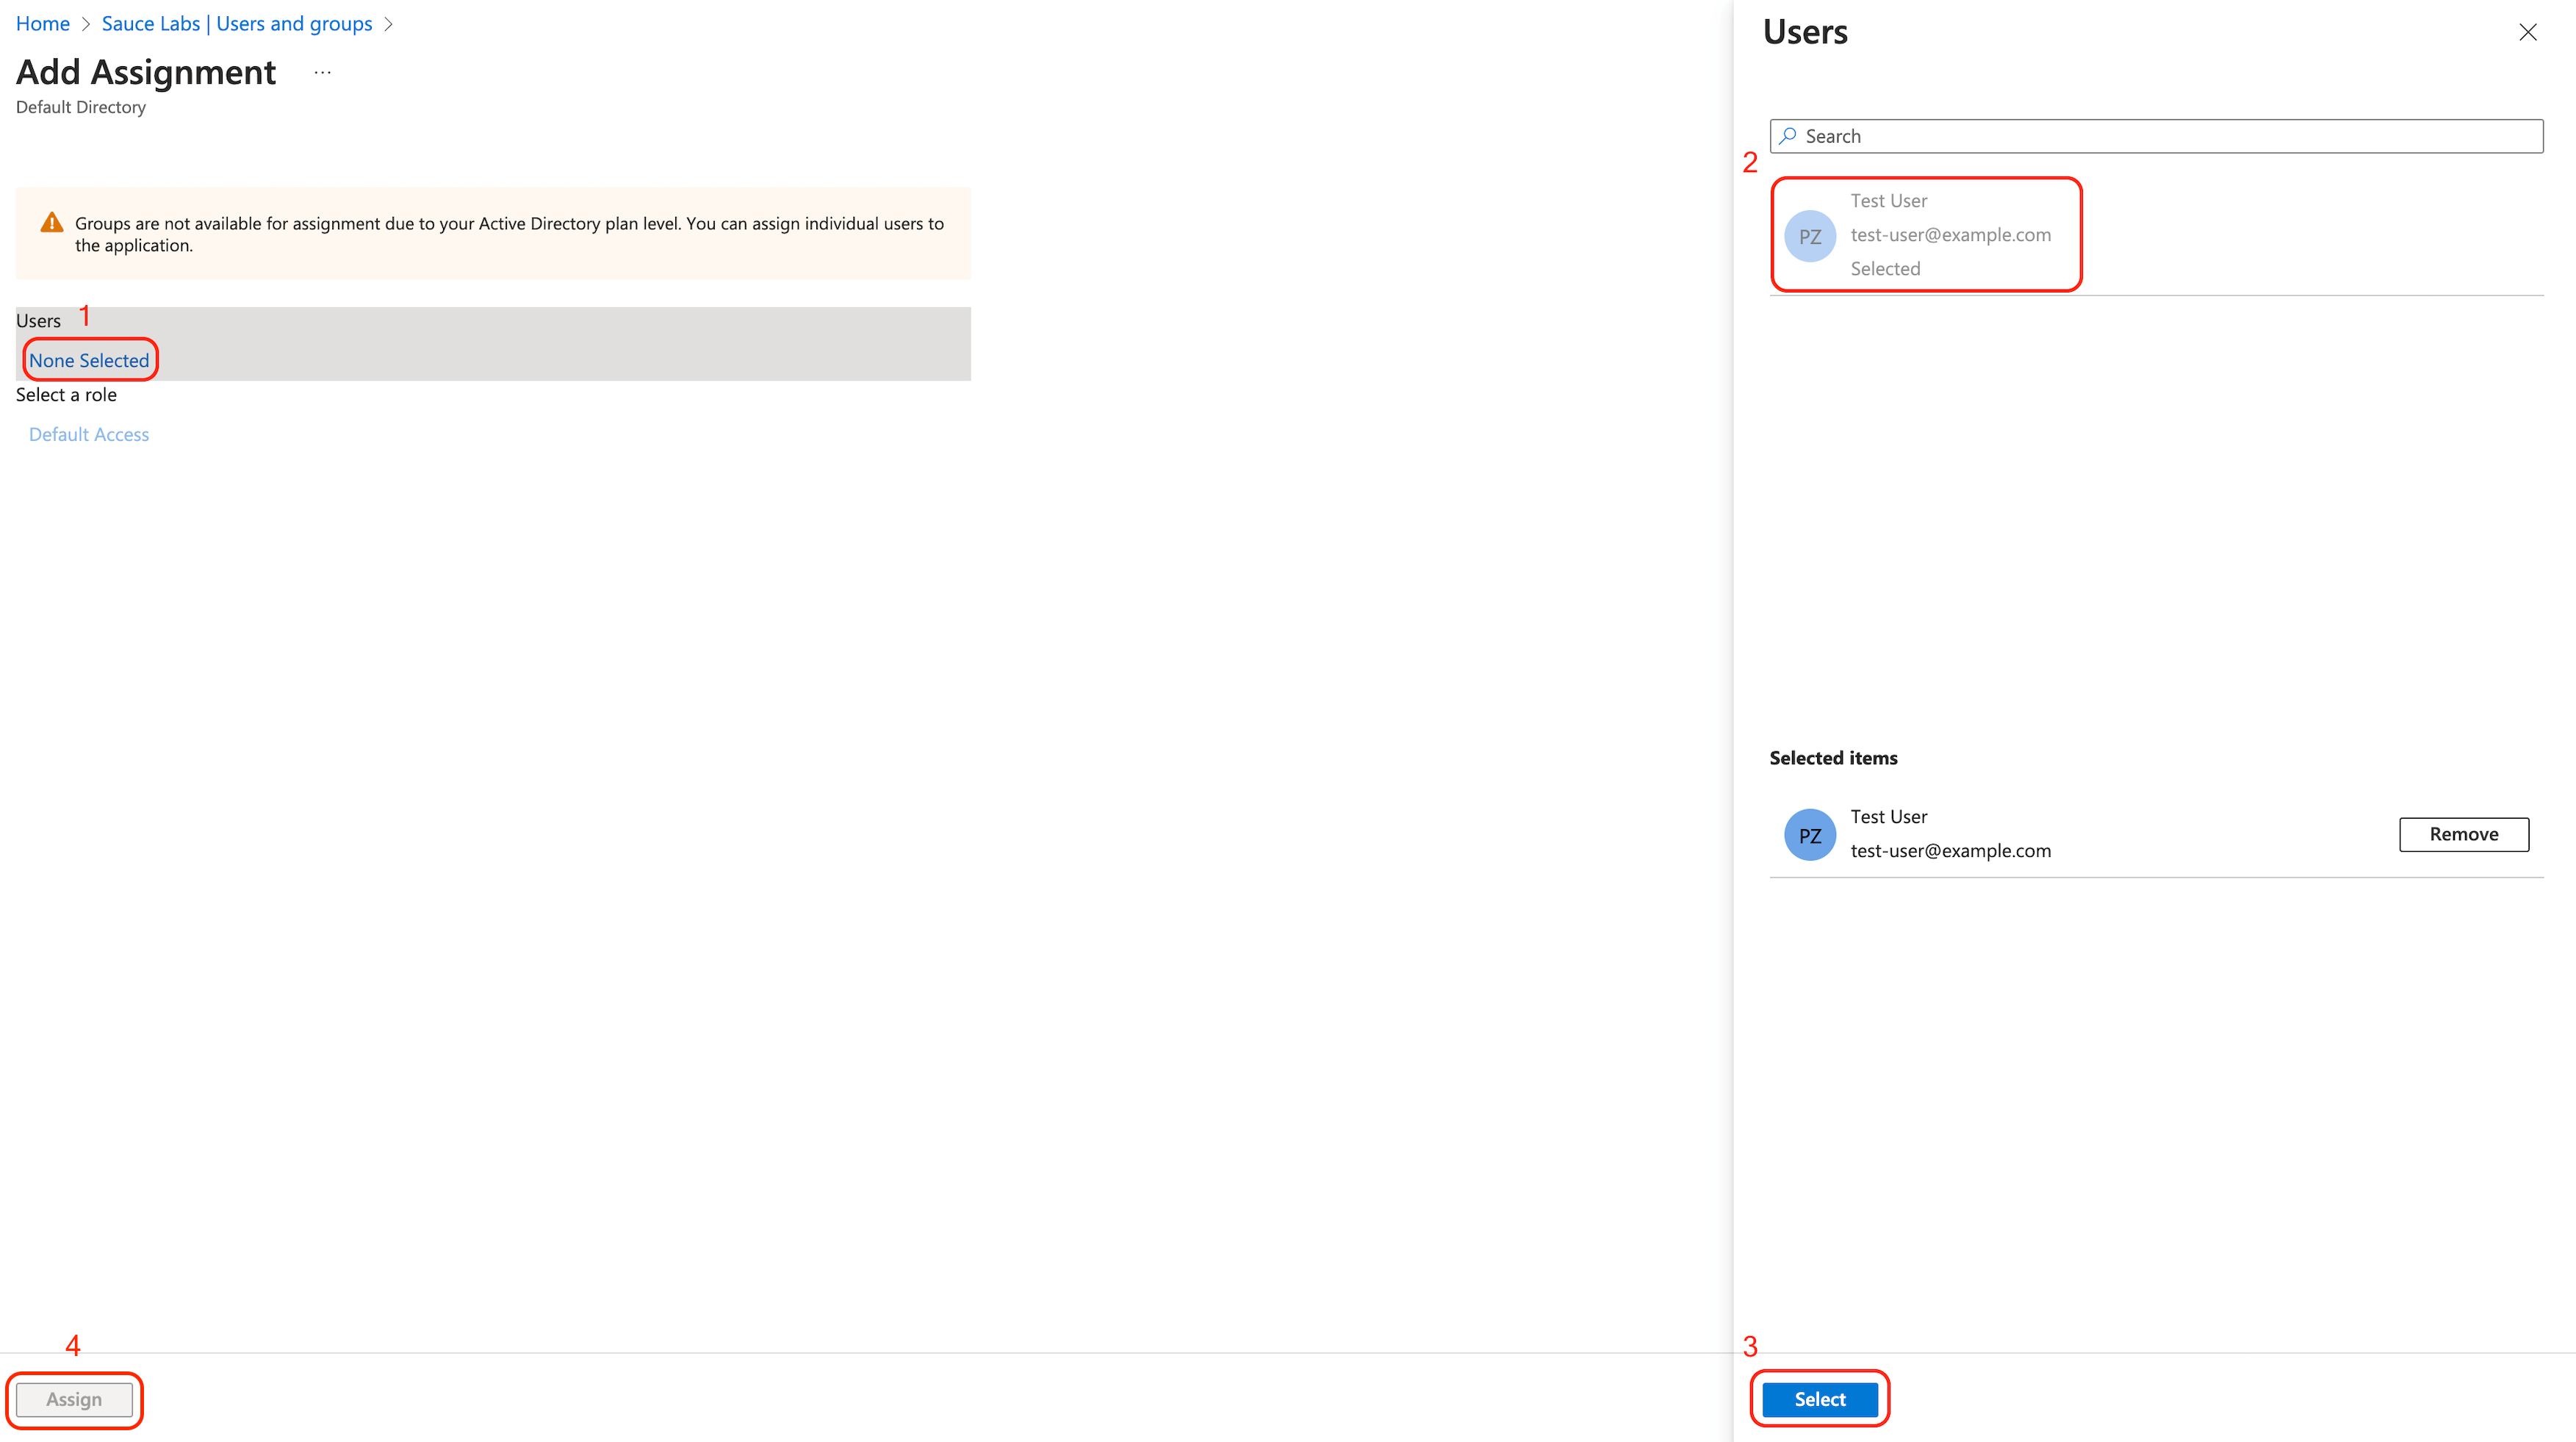 Home > Sauce Labs | Users and groups >
Add Assignment ...
Default Directory
Groups are not available for assignment due to your Active Directory plan level. You can assign individual users to
the application.
Users 1
None Selected
Select a role
Default Access
4
Assign
Users
Search
2
Test User
PZ
test-user@example.com
Selected
Selected items
Test User
PZ
test-user@example.com
Remove
3
Select